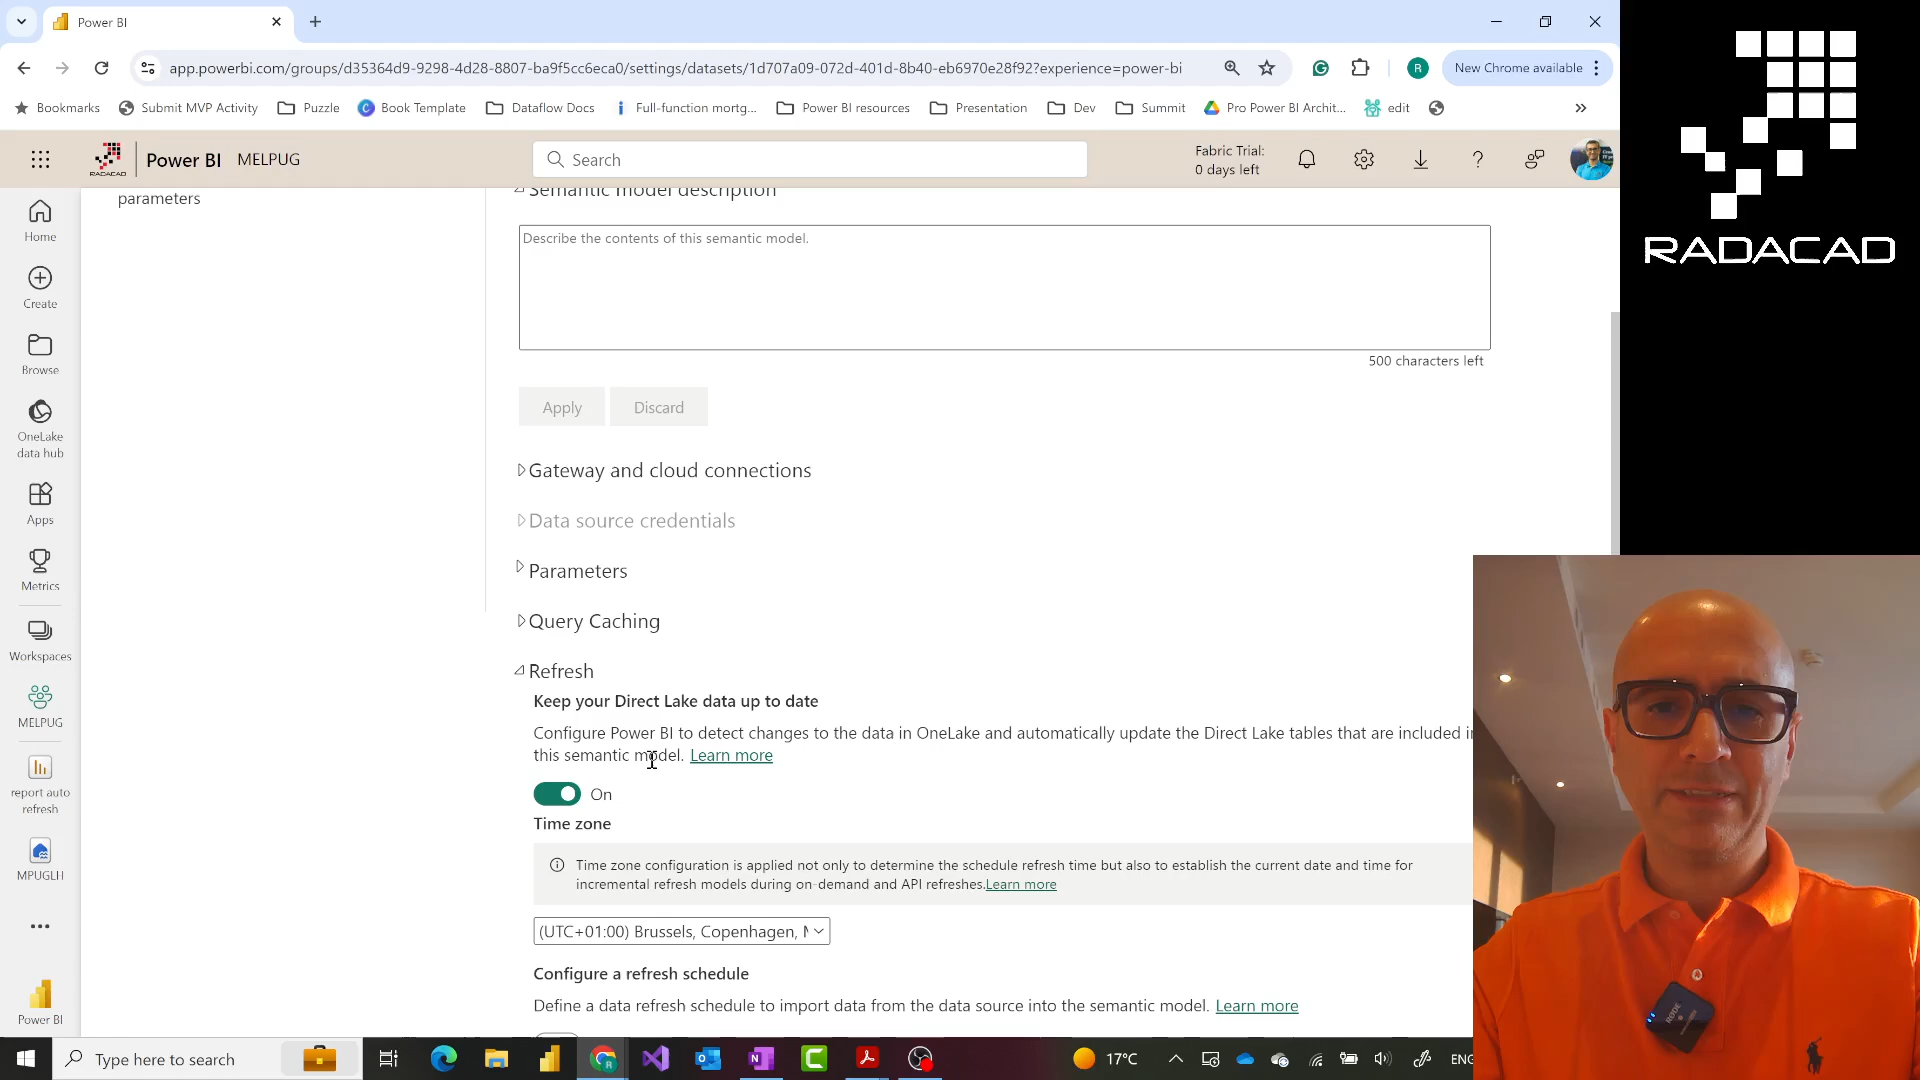 Power BI
app.powerbi.com/groups/d35364d9-9298-4d28-8807-ba9f5cc6eca0/settings/datasets/1d707a09-072d-401d-8b40-eb6970e28f92?experience=power-bi
R
New Chrome available
Bookmarks
Submit MVP Activity
Puzzle
Book Template
Dataflow Docs
Full-function mortg...
Power BI resources
Presentation
Dev
Summit
Pro Power BI Archit...
edit
RADACAD
Power BI
MELPUG
Search
Fabric Trial:
0 days left
RADACAD
Home
Create
Browse
OneLake
data hub
Apps
Metrics
Workspaces
MELPUG
report auto
refresh
MPUGLH
Power BI
parameters
Semantic model description
Describe the contents of this semantic model.
500 characters left
Apply
Discard
Gateway and cloud connections
Data source credentials
Parameters
Query Caching
Refresh
Keep your Direct Lake data up to date
Configure Power BI to detect changes to the data in OneLake and automatically update the Direct Lake tables that are included in
this semantic model. Learn more
On
Time zone
Time zone configuration is applied not only to determine the schedule refresh time but also to establish the current date and time for
incremental refresh models during on-demand and API refreshes.Learn more
(UTC+01:00) Brussels, Copenhagen,
Configure a refresh schedule
Define a data refresh schedule to import data from the data source into the semantic model. Learn more
RØDE
Type here to search
17°C
ENG